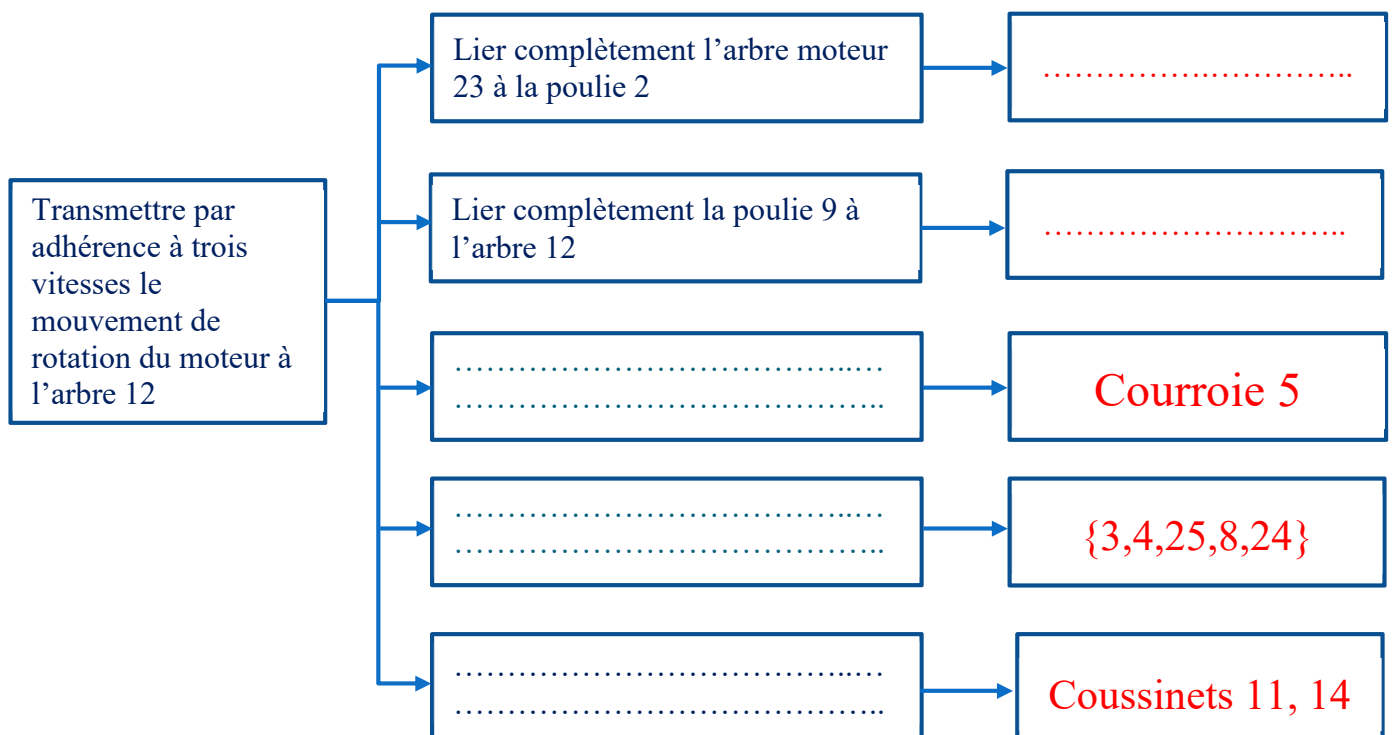 Lier complètement l’arbre moteur
23 à la poulie 2
……………..…………..
Transmettre par
adhérence à trois
vitesses le
mouvement de
rotation du moteur à
l’arbre 12
Lier complètement la poulie 9 à
l’arbre 12
………………………..
…………………………………..…
……………………………………..
Courroie 5
…………………………………..…
……………………………………..
{3,4,25,8,24}
…………………………………..…
……………………………………..
Coussinets 11, 14